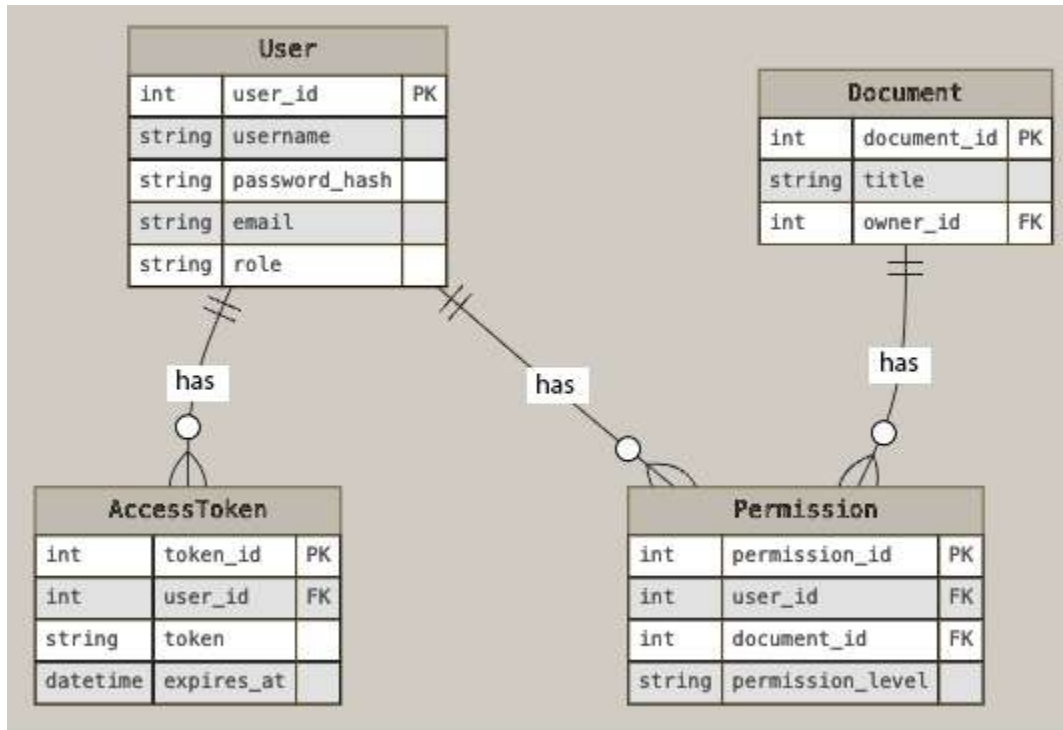 User
int user_id PK
string username
string password_hash
string email
string role
Document
int document_id PK
string title
int owner_id FK
has
has
has
AccessToken
int token_id PK
int user_id FK
string token
datetime expires_at
Permission
int permission_id PK
int user_id FK
int document_id FK
string permission_level